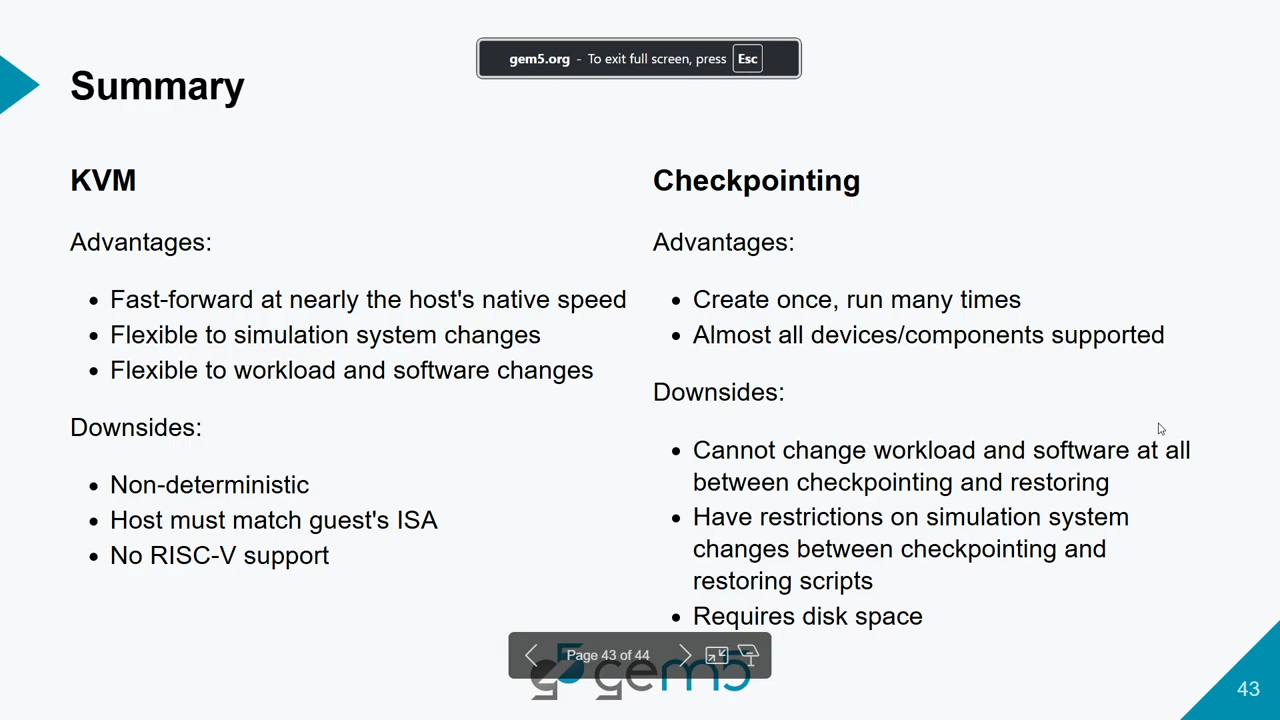 gem5.org - To exit full screen, press Esc
Summary
KVM
Advantages:
• Fast-forward at nearly the host's native speed
• Flexible to simulation system changes
• Flexible to workload and software changes
Downsides:
• Non-deterministic
• Host must match guest's ISA
• No RISC-V support
Checkpointing
Advantages:
• Create once, run many times
• Almost all devices/components supported
Downsides:
• Cannot change workload and software at all
between checkpointing and restoring
• Have restrictions on simulation system
changes between checkpointing and
restoring scripts
• Requires disk space
Page 43 of 44
gem5
43